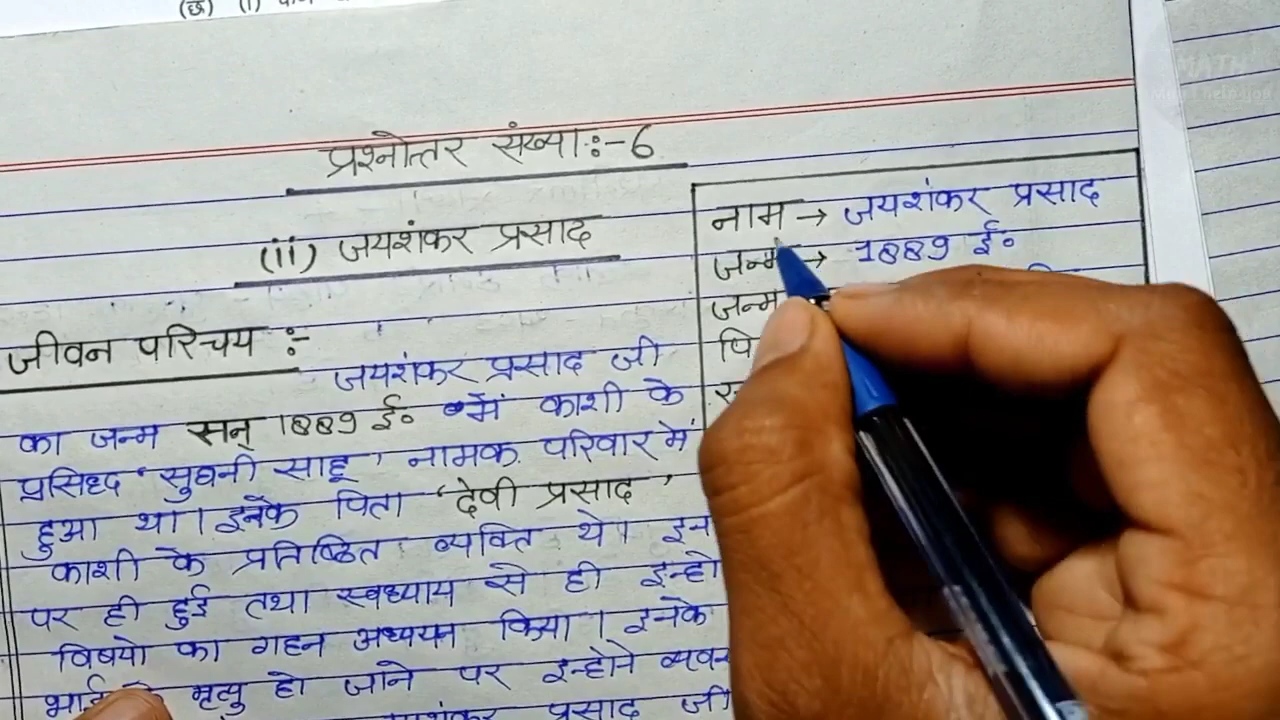 (छ) (i)
प्रश्नोत्तर संख्या:-6
(ii) जयशंकर प्रसाद
नाम → जयशंकर प्रसाद
जन्म → 1889 ई०
जन्म
पि
जीवन परिचय :-
जयशंकर प्रसाद जी
का जन्म सन् 1889 ई० में काशी के
प्रसिध्द 'सुघनी साहू' नामक परिवार में
हुआ था। इनके पिता 'देवी प्रसाद'
काशी के प्रतिष्ठित व्यक्ति थे। इन
पर ही हुई तथा स्वध्याय से ही इन्हो
विषयो का गहन अध्ययन किया। इनके
भाई के मृत्यु हो जाने पर इन्होने व्यव
प्रसाद जी